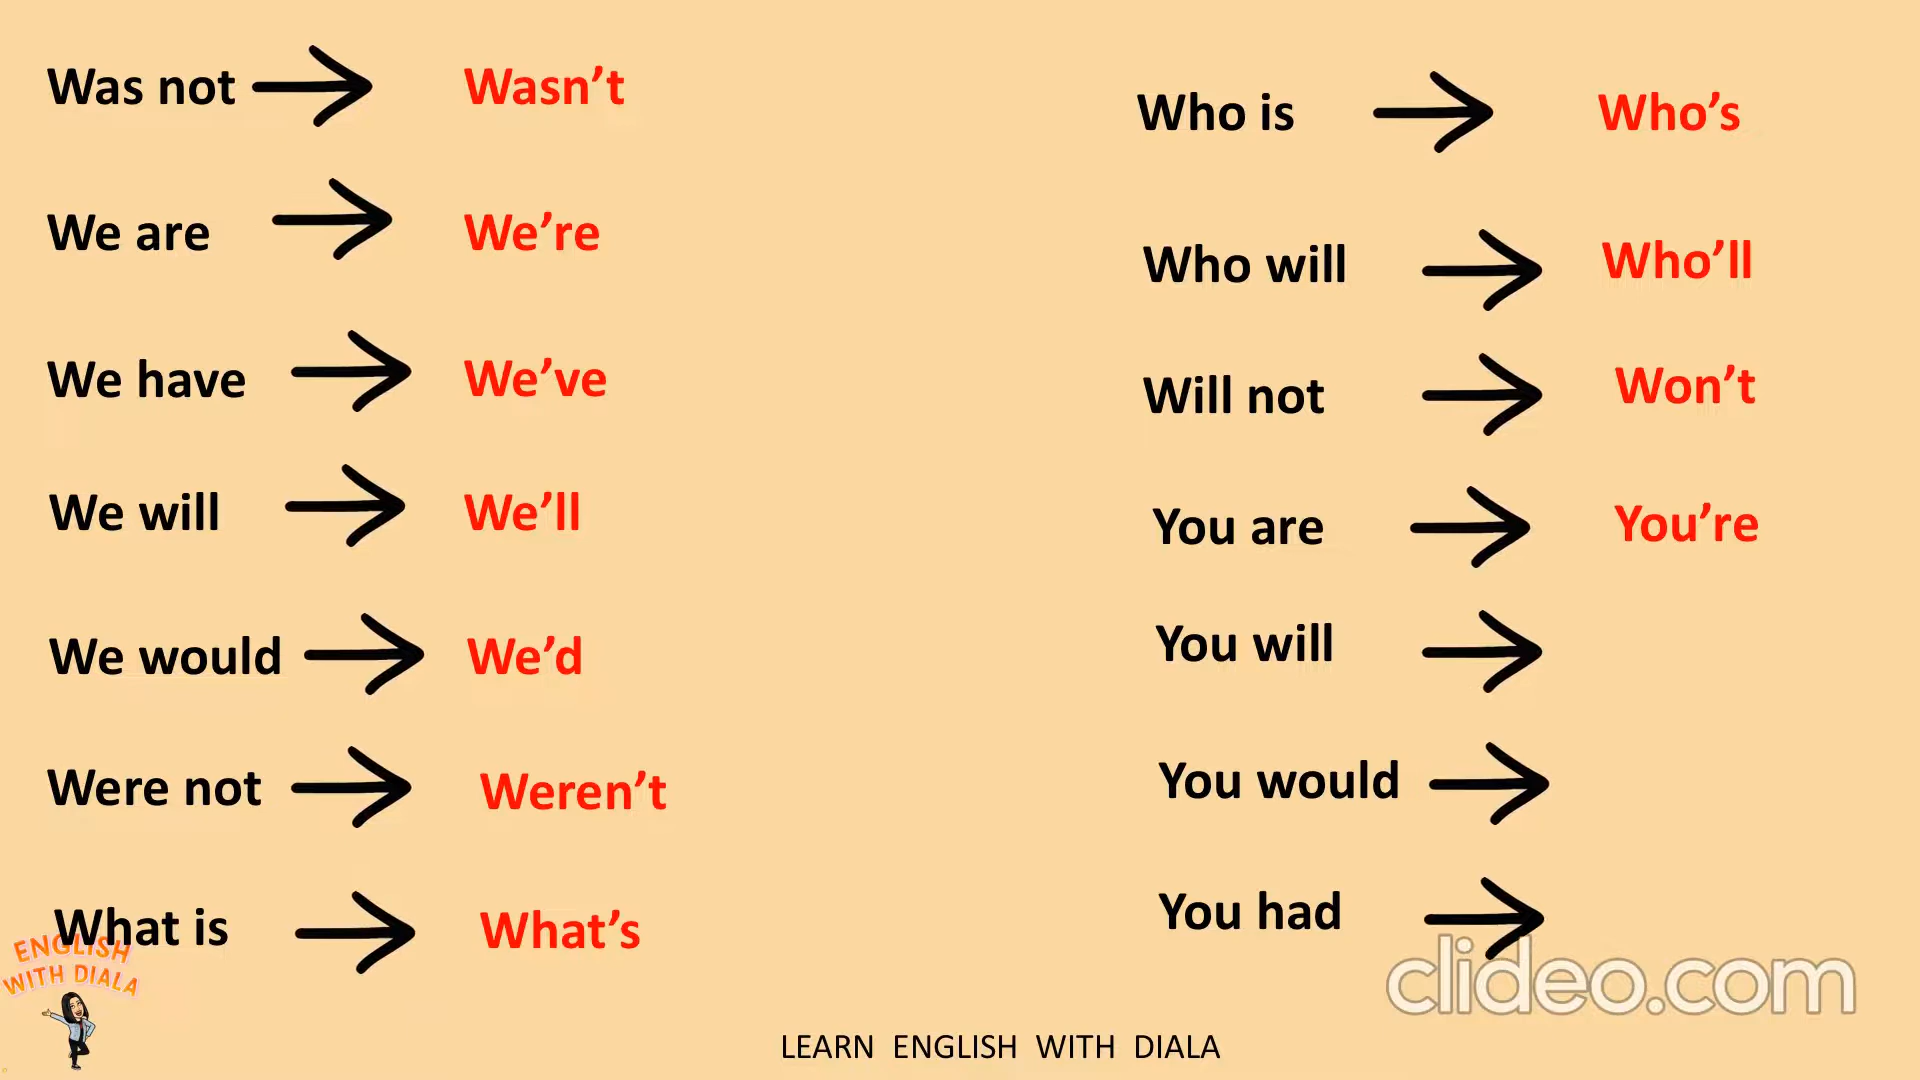 Was not Wasn’t
We are We’re
We have We’ve
We will We’ll
We would We’d
Were not Weren’t
What is What’s
Who is Who’s
Who will Who’ll
Will not Won’t
You are You’re
You will
You would
You had
ENGLISH
WITH DIALA
clideo.com
LEARN ENGLISH WITH DIALA